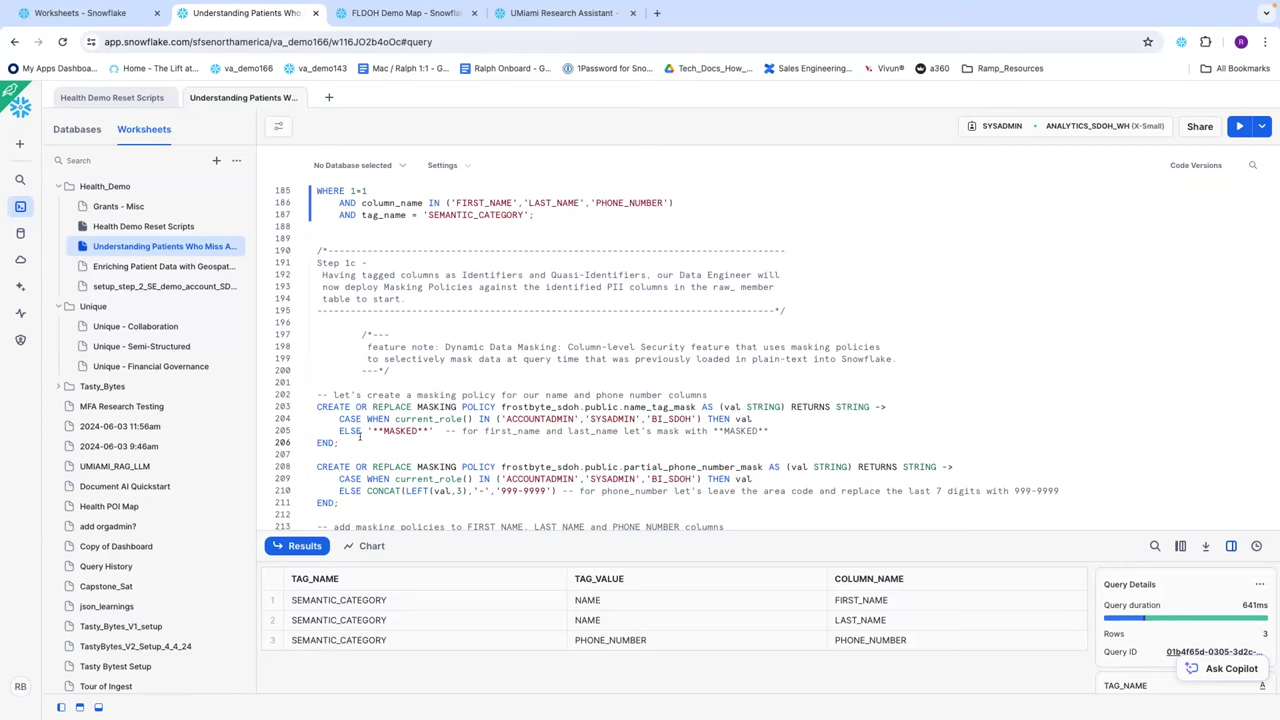 Worksheets - Snowflake
Understanding Patients Who
FLDOH Demo Map - Snowfla
UMiami Research Assistant -
app.snowflake.com/sfsenorthamerica/va_demo166/w116JO2b4oOc#query
R
My Apps Dashboa...
Home - The Lift at...
va_demo166
va_demo143
Mac / Ralph 1:1 - G...
Ralph Onboard - G...
1Password for Sno...
Tech_Docs_How_...
Sales Engineering...
Vivun®
a360
Ramp_Resources
All Bookmarks
Health Demo Reset Scripts
Understanding Patients W...
Databases
Worksheets
SYSADMIN
ANALYTICS_SDOH_WH (X-Small)
Share
Search
No Database selected
Settings
Code Versions
Health_Demo
Grants - Misc
Health Demo Reset Scripts
Understanding Patients Who Miss A...
Enriching Patient Data with Geospat...
setup_step_2_SE_demo_account_SD...
Unique
Unique - Collaboration
Unique - Semi-Structured
Unique - Financial Governance
Tasty_Bytes
MFA Research Testing
2024-06-03 11:56am
2024-06-03 9:46am
UMIAMI_RAG_LLM
Document AI Quickstart
Health POI Map
add orgadmin?
Copy of Dashboard
Query History
Capstone_Sat
json_learnings
Tasty_Bytes_V1_setup
TastyBytes_V2_Setup_4_4_24
Tasty Bytest Setup
Tour of Ingest
RB
185 WHERE 1=1
186 AND column_name IN ('FIRST_NAME','LAST_NAME','PHONE_NUMBER')
187 AND tag_name = 'SEMANTIC_CATEGORY';
188
189
190 /*----------------------------------------------------------------------------
191 Step 1c -
192 Having tagged columns as Identifiers and Quasi-Identifiers, our Data Engineer will
193 now deploy Masking Policies against the identified PII columns in the raw_ member
194 table to start.
195 ----------------------------------------------------------------------------*/
196
197 /*---
198 feature note: Dynamic Data Masking: Column-level Security feature that uses masking policies
199 to selectively mask data at query time that was previously loaded in plain-text into Snowflake.
200 ---*/
201
202 -- let's create a masking policy for our name and phone number columns
203 CREATE OR REPLACE MASKING POLICY frostbyte_sdoh.public.name_tag_mask AS (val STRING) RETURNS STRING ->
204 CASE WHEN current_role() IN ('ACCOUNTADMIN','SYSADMIN','BI_SDOH') THEN val
205 ELSE '**MASKED**' -- for first_name and last_name let's mask with **MASKED**
206 END;
207
208 CREATE OR REPLACE MASKING POLICY frostbyte_sdoh.public.partial_phone_number_mask AS (val STRING) RETURNS STRING ->
209 CASE WHEN current_role() IN ('ACCOUNTADMIN','SYSADMIN','BI_SDOH') THEN val
210 ELSE CONCAT(LEFT(val,3),'-','999-9999') -- for phone_number let's leave the area code and replace the last 7 digits with 999-9999
211 END;
212
213 -- add masking policies to FIRST_NAME, LAST_NAME and PHONE_NUMBER columns
Results
Chart
TAG_NAME TAG_VALUE COLUMN_NAME
1 SEMANTIC_CATEGORY NAME FIRST_NAME
2 SEMANTIC_CATEGORY NAME LAST_NAME
3 SEMANTIC_CATEGORY PHONE_NUMBER PHONE_NUMBER
Query Details
Query duration 641ms
Rows 3
Query ID 01b4f65d-0305-3d2c-...
Ask Copilot
TAG_NAME A